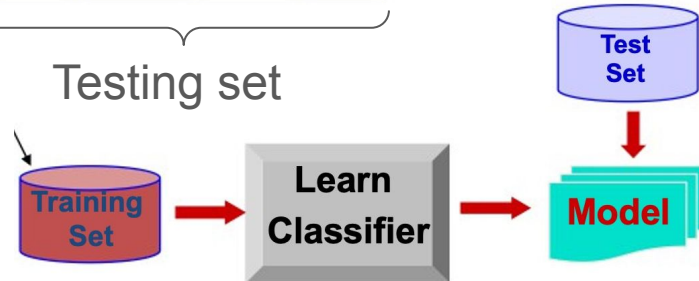 Test
Set
Testing set
Training
Set
Learn
Classifier
Model